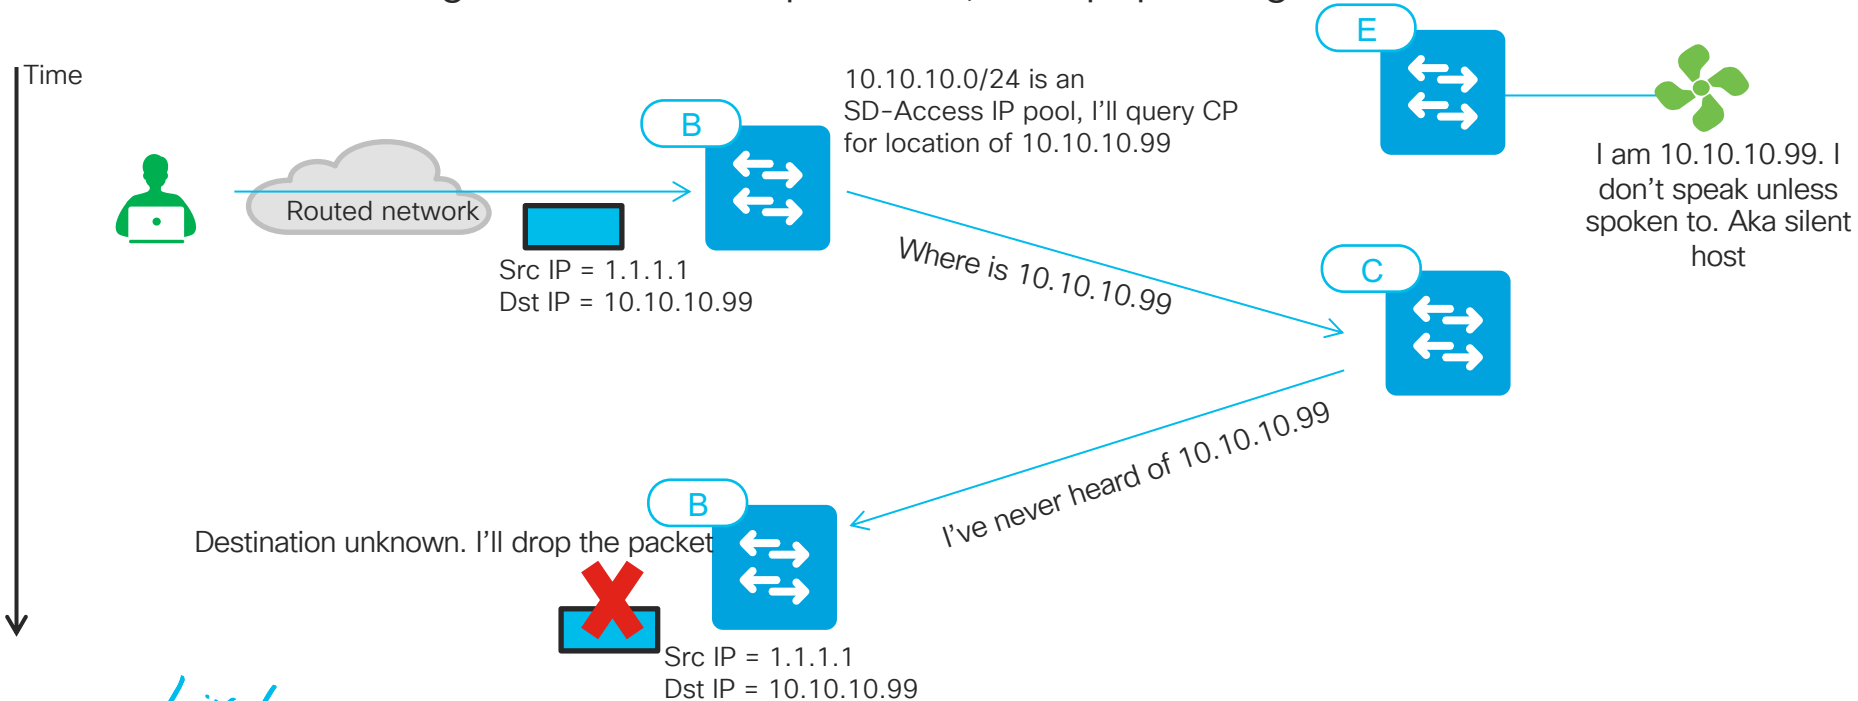 Time
E
B
10.10.10.0/24 is an
SD-Access IP pool, I'll query CP
for location of 10.10.10.99
I am 10.10.10.99. I
don't speak unless
spoken to. Aka silent
host
Routed network
Src IP = 1.1.1.1
Dst IP = 10.10.10.99
Where is 10.10.10.99
C
I've never heard of 10.10.10.99
B
Destination unknown. I'll drop the packet
Src IP = 1.1.1.1
Dst IP = 10.10.10.99